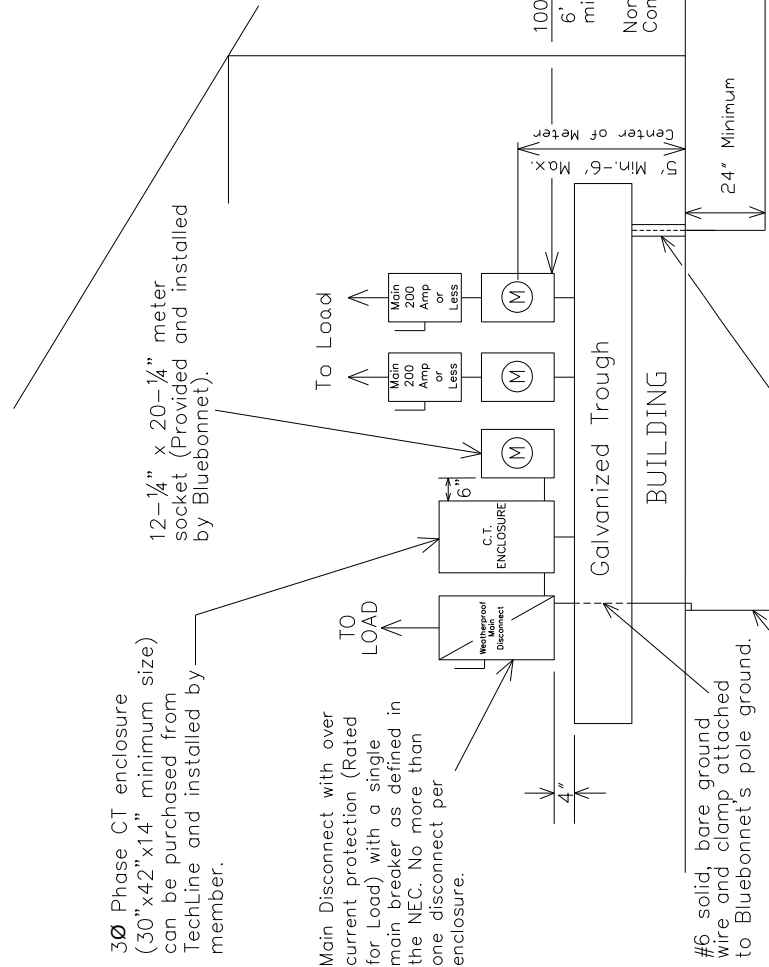 3Ø Phase CT enclosure
(30"x42"x14" minimum size)
can be purchased from
TechLine and installed by
member.
12-¼" x 20-¼" meter
socket (Provided and installed
by Bluebonnet).
Main Disconnect with over
current protection (Rated
for Load) with a single
main breaker as defined in
the NEC. No more than
one disconnect per
enclosure.
TO
LOAD
To Load
Weatherproof
Main
Disconnect
C.T.
ENCLOSURE
6"
M
M
M
Main
200
Amp
or
Less
Main
200
Amp
or
Less
4"
Galvanized Trough
BUILDING
5' Min.-6' Max.
Center of Meter
24" Minimum
100
6'
mi
Non
Con
#6 solid, bare ground
wire and clamp attached
to Bluebonnet's pole ground.